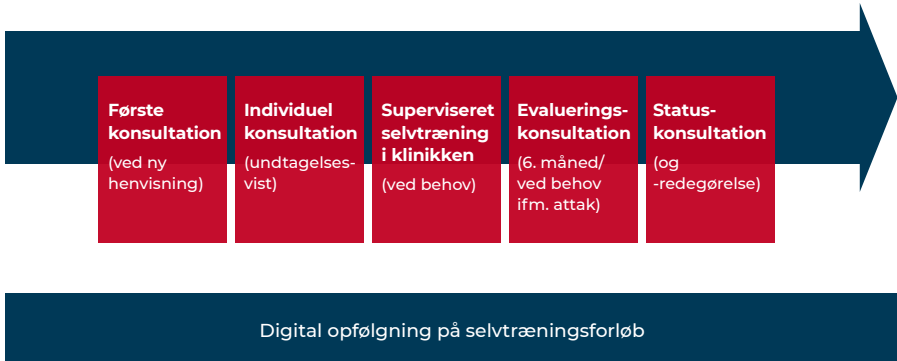 Første
konsultation
(ved ny
henvisning)
Individuel
konsultation
(undtagelses-
vist)
Superviseret
selvtræning
i klinikken
(ved behov)
Evaluerings-
konsultation
(6. måned/
ved behov
ifm. attak)
Status-
konsultation
(og
-redegørelse)
Digital opfølgning på selvtræningsforløb